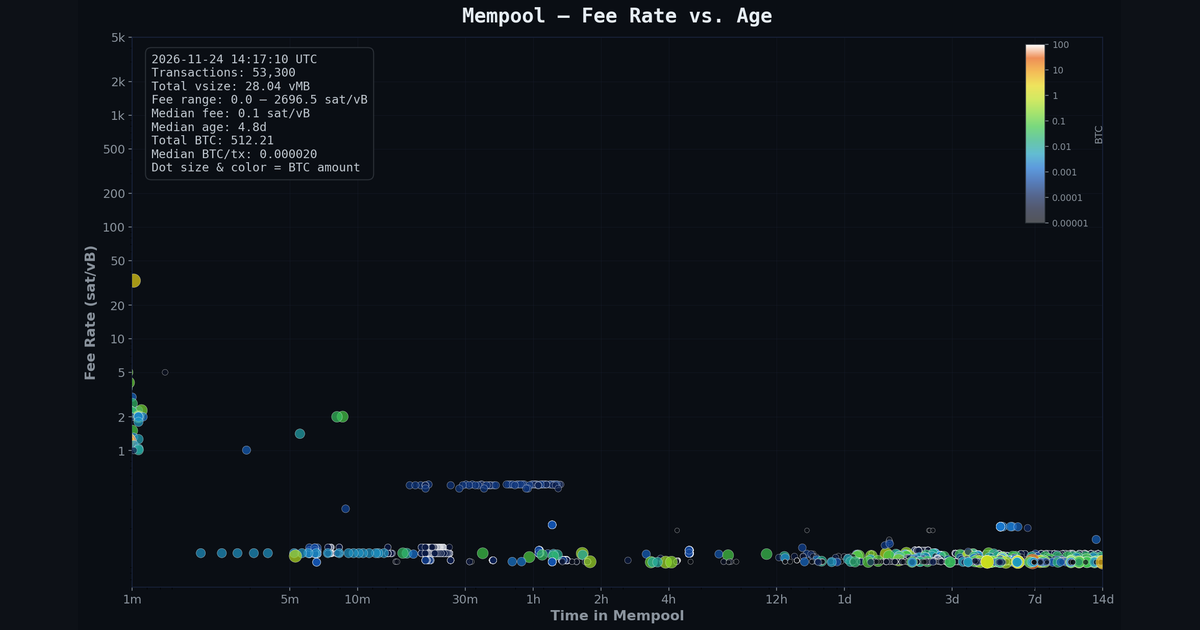 Mempool — Fee Rate vs. Age
2026-11-24 14:17:10 UTC
Transactions: 53,300
Total vsize: 28.04 vMB
Fee range: 0.0 – 2696.5 sat/vB
Median fee: 0.1 sat/vB
Median age: 4.8d
Total BTC: 512.21
Median BTC/tx: 0.000020
Dot size & color = BTC amount
5k
2k
1k
500
200
100
50
20
10
5
2
1
Fee Rate (sat/vB)
100
10
1
0.1
0.01
0.001
0.0001
0.00001
BTC
1m
5m
10m
30m
1h
2h
4h
12h
1d
3d
7d
14d
Time in Mempool